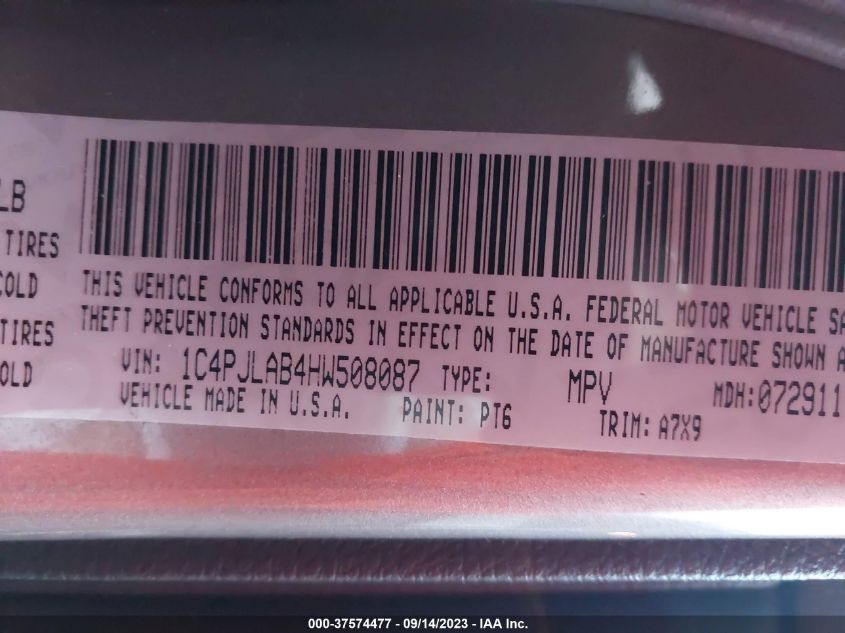 LB
TIRES
COLD
TIRES
OLD
THIS VEHICLE CONFORMS TO ALL APPLICABLE U.S.A. FEDERAL MOTOR VEHICLE SA
THEFT PREVENTION STANDARDS IN EFFECT ON THE DATE OF MANUFACTURE SHOWN A
VIN: 1C4PJLAB4HW508087 TYPE: MPV MDH: 072911
VEHICLE MADE IN U.S.A. PAINT: PT6 TRIM: A7X9
000-37574477 - 09/14/2023 - IAA Inc.